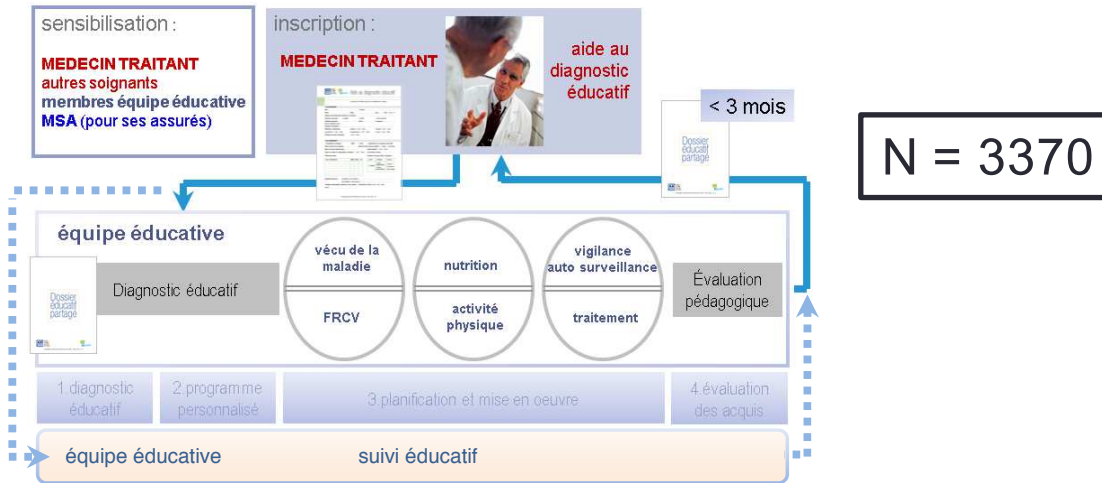 sensibilisation :
MEDECIN TRAITANT
autres soignants
membres équipe éducative
MSA (pour ses assurés)
inscription :
MEDECIN TRAITANT
aide au
diagnostic
éducatif
< 3 mois
Dossier
éducatif
partagé
N = 3370
équipe éducative
Dossier
éducatif
partagé
Diagnostic éducatif
vécu de la
maladie
FRCV
nutrition
activité
physique
vigilance
auto surveillance
traitement
Évaluation
pédagogique
1.diagnostic
éducatif
2.programme
personnalisé
3.planification et mise en oeuvre
4.évaluation
des acquis
équipe éducative
suivi éducatif